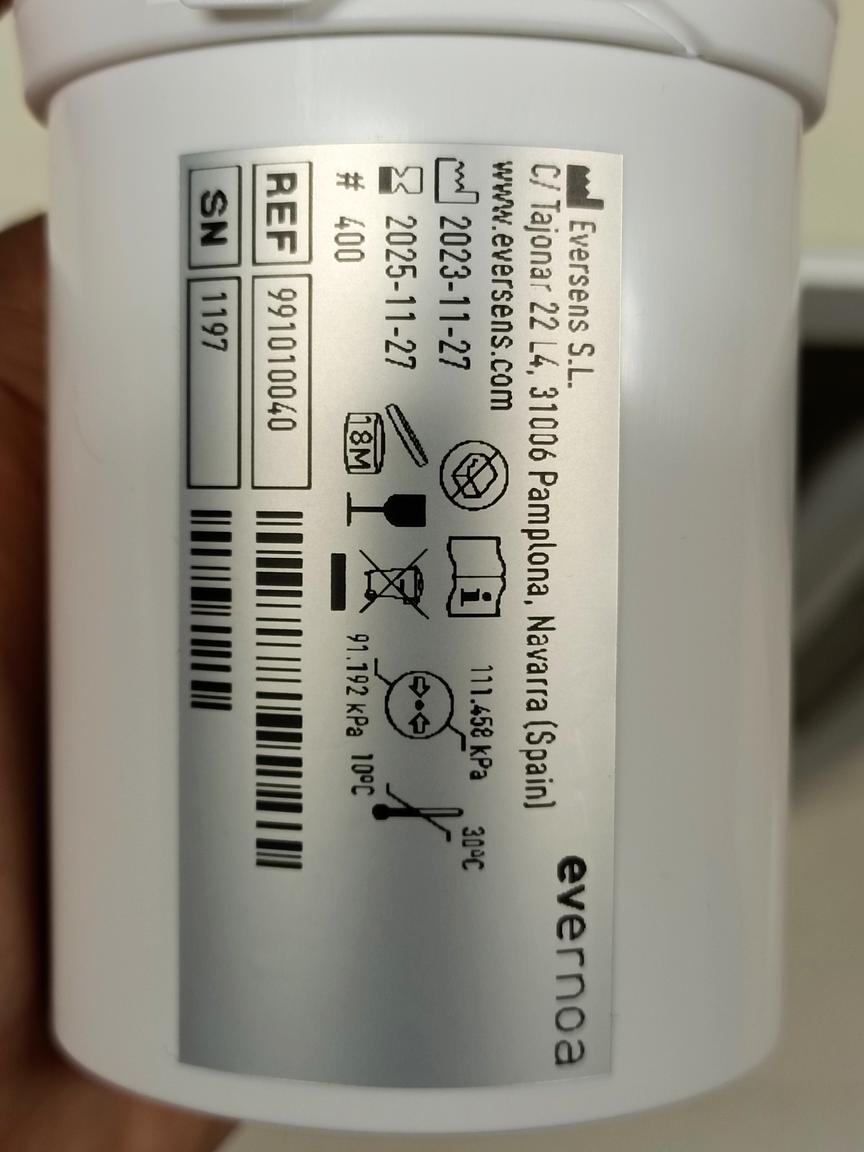 Eversens S.L.
C/ Tajonar 22 L4, 31006 Pamplona, Navarra (Spain)
www.eversens.com
evernoa
2023-11-27
2025-11-27
# 400
18M
111.458 kPa
91.192 kPa
30ºC
10ºC
REF 991010040
SN 1197